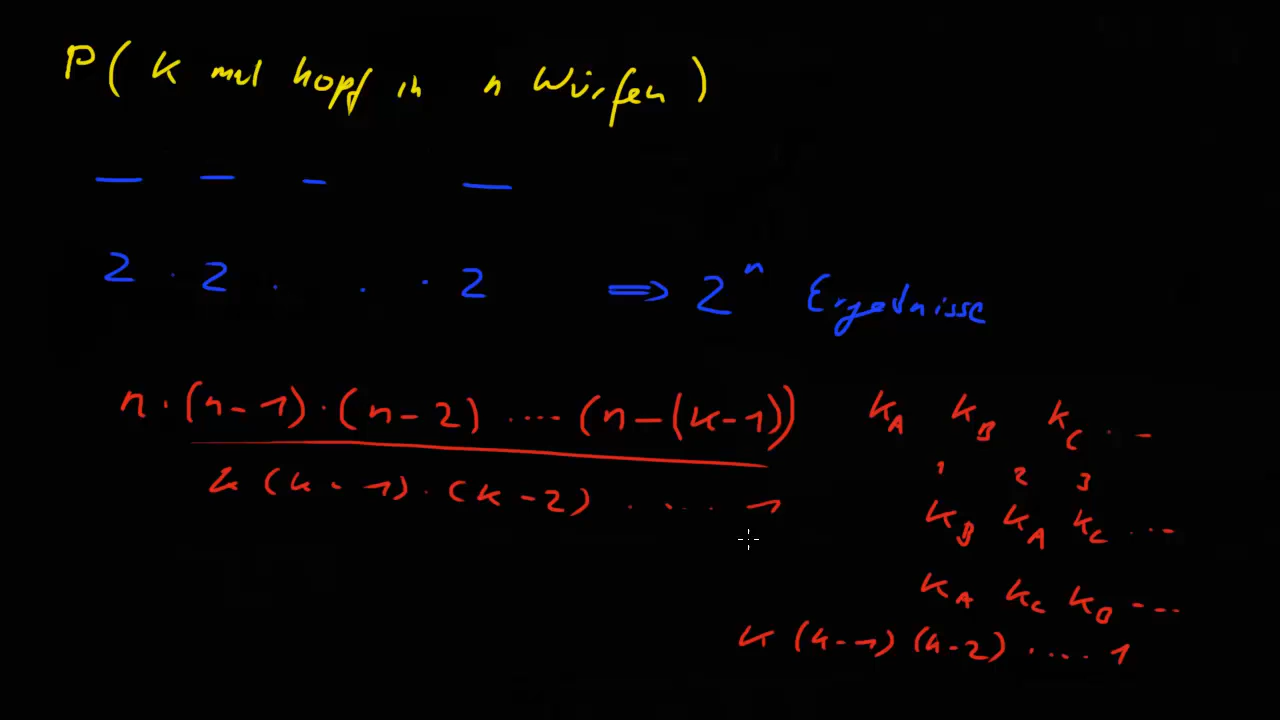 P( K mal Kopf in n Würfen )
2 · 2 · . · 2 ⟹ 2^n Ergebnisse
n · (n-1) · (n-2) ···· (n-(k-1)) K_A K_B K_C ···
k (k-1) · (k-2) ···· 1
1 2 3
K_B K_A K_C ···
K_A K_C K_B ···
K (k-1) (k-2) ···· 1